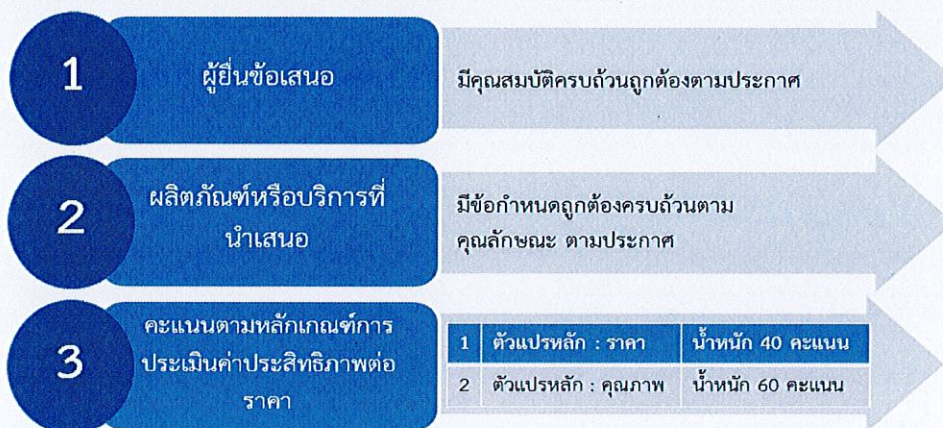 1
ผู้ยื่นข้อเสนอ
มีคุณสมบัติครบถ้วนถูกต้องตามประกาศ
2
ผลิตภัณฑ์หรือบริการที่
นำเสนอ
มีข้อกำหนดถูกต้องครบถ้วนตาม
คุณลักษณะ ตามประกาศ
3
คะแนนตามหลักเกณฑ์การ
ประเมินค่าประสิทธิภาพต่อ
ราคา
1 ตัวแปรหลัก : ราคา น้ำหนัก 40 คะแนน
2 ตัวแปรหลัก : คุณภาพ น้ำหนัก 60 คะแนน